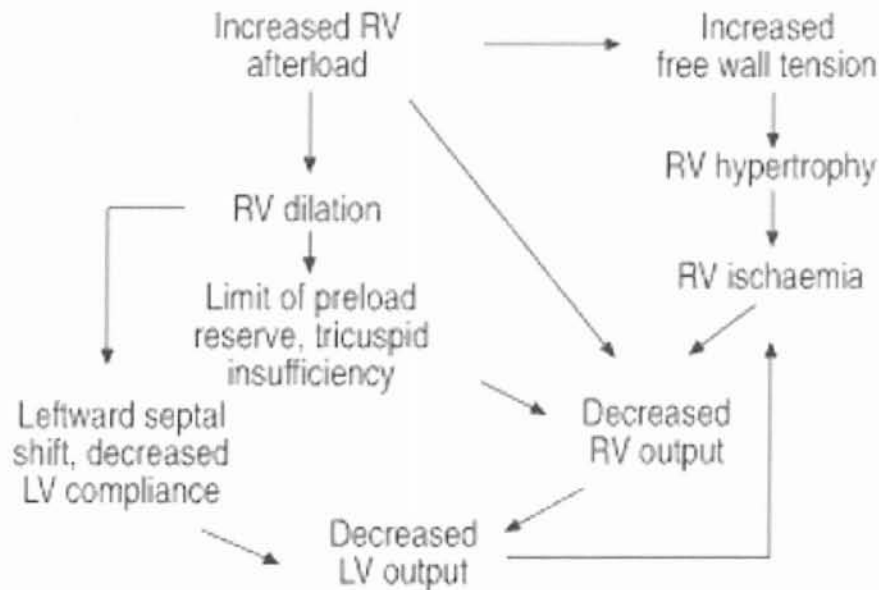 Increased RV
afterload
Increased
free wall tension
RV hypertrophy
RV dilation
RV ischaemia
Limit of preload
reserve, tricuspid
insufficiency
Leftward septal
shift, decreased
LV compliance
Decreased
RV output
Decreased
LV output